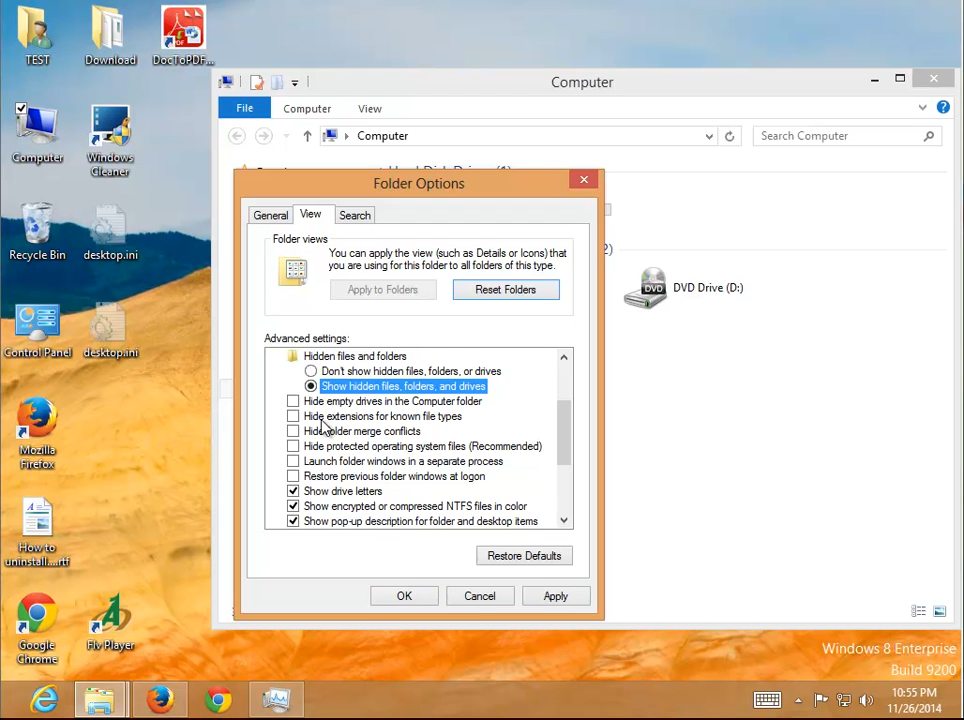 TEST
Download
DocToPDF...
PDF
Computer
Windows
Cleaner
Recycle Bin
desktop.ini
Control Panel
desktop.ini
Mozilla
Firefox
How to
uninstall....rtf
Google
Chrome
Flv Player
Computer
File
Computer
View
Computer
Search Computer
Hard Disk Drives (1)
2)
DVD
DVD Drive (D:)
Folder Options
General
View
Search
Folder views
You can apply the view (such as Details or Icons) that
you are using for this folder to all folders of this type.
Apply to Folders
Reset Folders
Advanced settings:
Hidden files and folders
Don't show hidden files, folders, or drives
Show hidden files, folders, and drives
Hide empty drives in the Computer folder
Hide extensions for known file types
Hide folder merge conflicts
Hide protected operating system files (Recommended)
Launch folder windows in a separate process
Restore previous folder windows at logon
Show drive letters
Show encrypted or compressed NTFS files in color
Show pop-up description for folder and desktop items
Restore Defaults
OK
Cancel
Apply
Windows 8 Enterprise
Build 9200
10:55 PM
11/26/2014